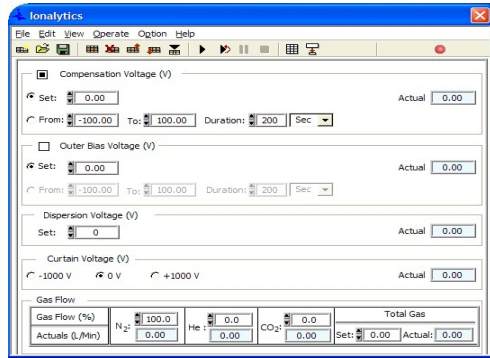 Ionalytics
File Edit View Operate Option Help
Compensation Voltage (V)
Set: 0.00 Actual 0.00
From: -100.00 To: 100.00 Duration: 200 Sec
Outer Bias Voltage (V)
Set: 0.00 Actual 0.00
From: -100.00 To: 100.00 Duration: 200 Sec
Dispersion Voltage (V)
Set: 0 Actual 0.00
Curtain Voltage (V)
-1000 V 0 V +1000 V Actual 0.00
Gas Flow
Gas Flow (%) N2: 100.0 He : 0.0 CO2: 0.0 Total Gas
Actuals (L/Min) 0.00 0.00 0.00 Set: 0.00 Actual: 0.00